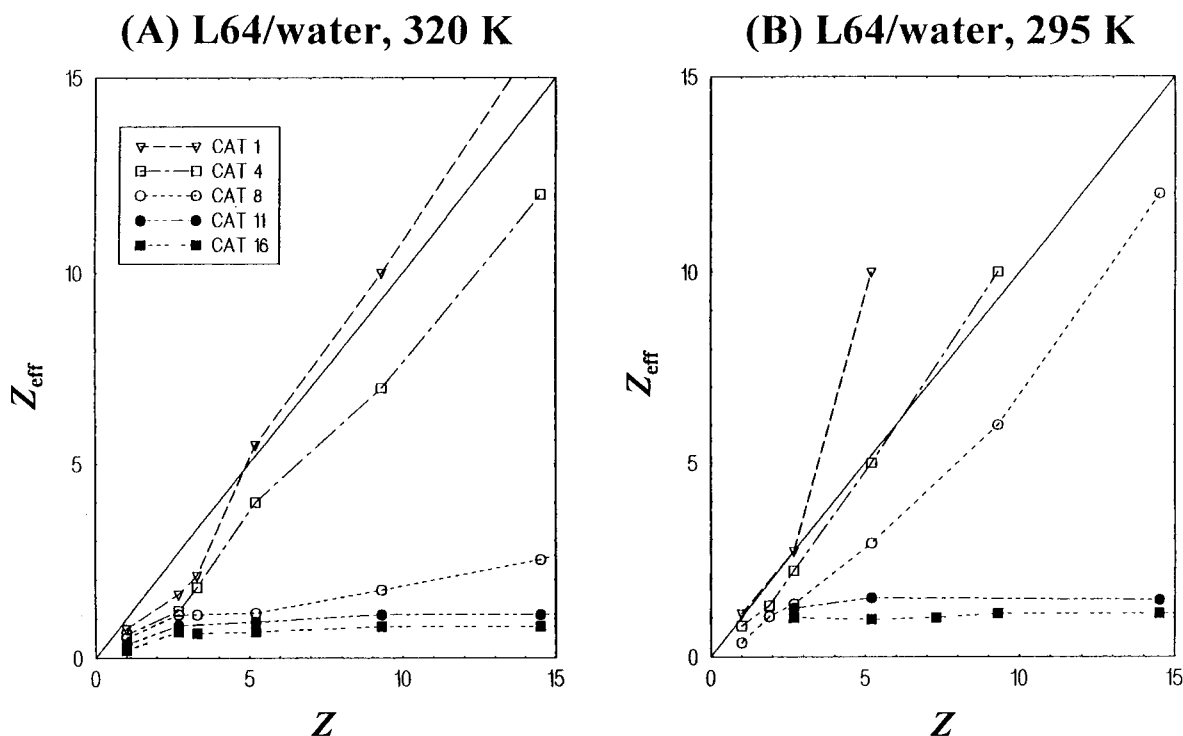 (A) L64/water, 320 K
(B) L64/water, 295 K
15
10
5
0
Zeff
CAT 1
CAT 4
CAT 8
CAT 11
CAT 16
0 5 10 15
Z
15
10
5
0
Zeff
0 5 10 15
Z